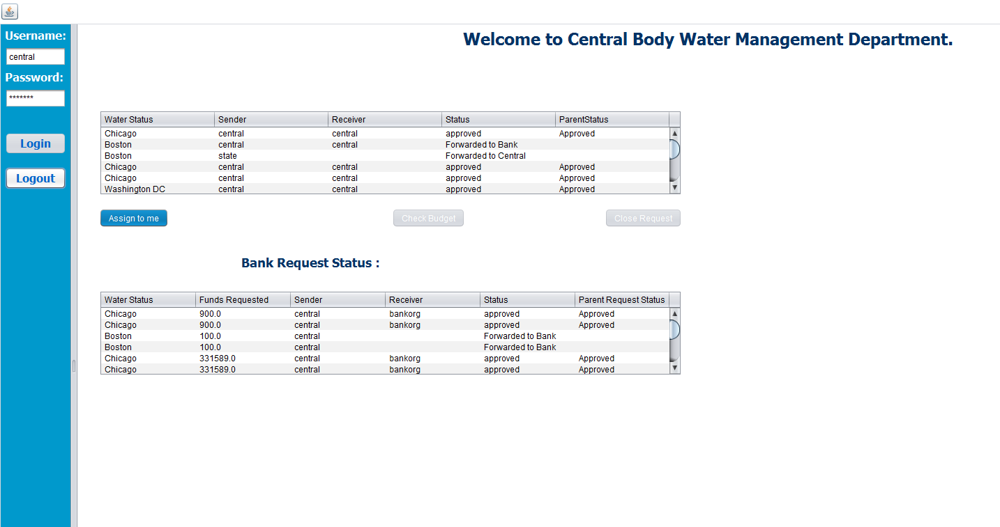 Username:
central
Password:
*******
Login
Logout
Welcome to Central Body Water Management Department.
Water Status Sender Receiver Status ParentStatus
Chicago central central approved Approved
Boston central central Forwarded to Bank
Boston state Forwarded to Central
Chicago central central approved Approved
Chicago central central approved Approved
Washington DC central central approved Approved
Assign to me Check Budget Close Request
Bank Request Status :
Water Status Funds Requested Sender Receiver Status Parent Request Status
Chicago 900.0 central bankorg approved Approved
Chicago 900.0 central bankorg approved Approved
Boston 100.0 central Forwarded to Bank
Boston 100.0 central Forwarded to Bank
Chicago 331589.0 central bankorg approved Approved
Chicago 331589.0 central bankorg approved Approved